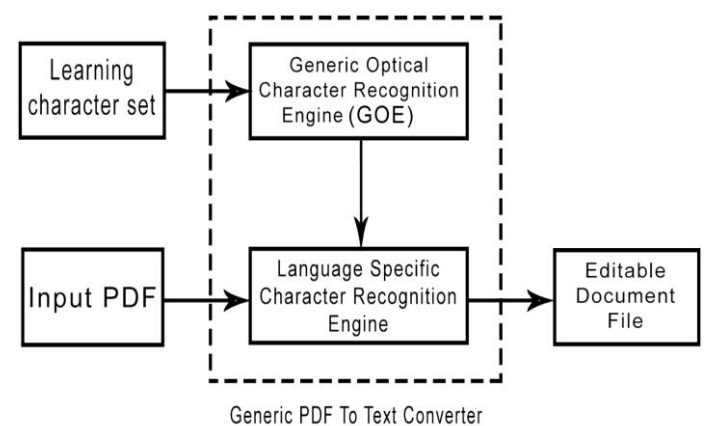 Learning
character set
Generic Optical
Character Recognition
Engine (GOE)
Input PDF
Language Specific
Character Recognition
Engine
Editable
Document
File
Generic PDF To Text Converter